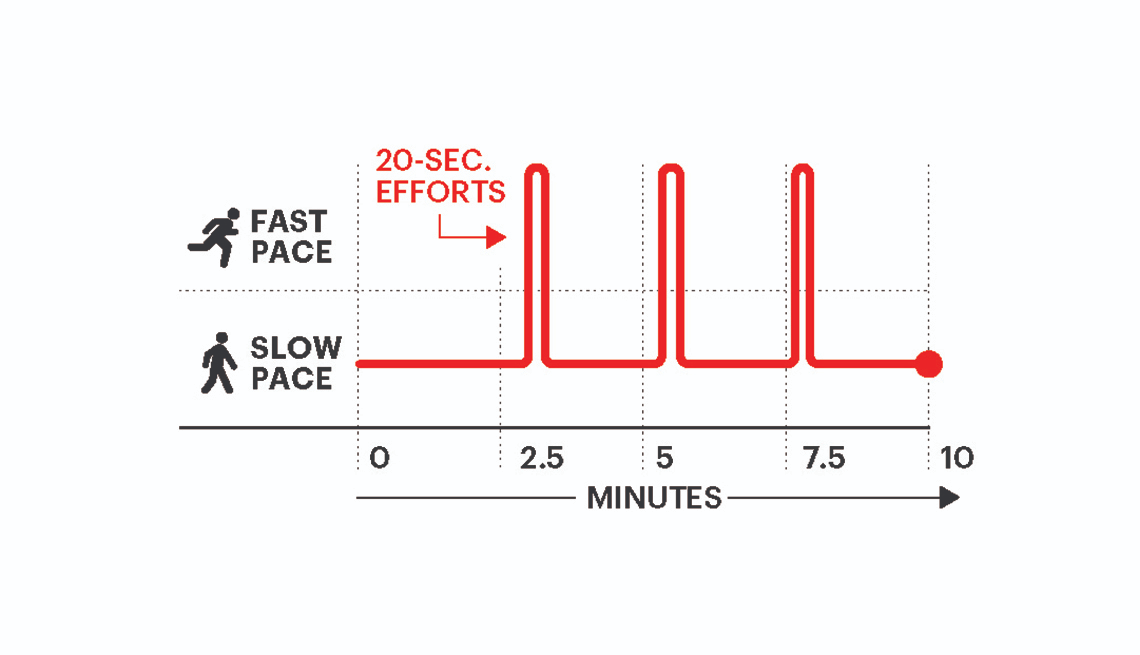 20-SEC.
EFFORTS
FAST
PACE
SLOW
PACE
0 2.5 5 7.5 10
MINUTES